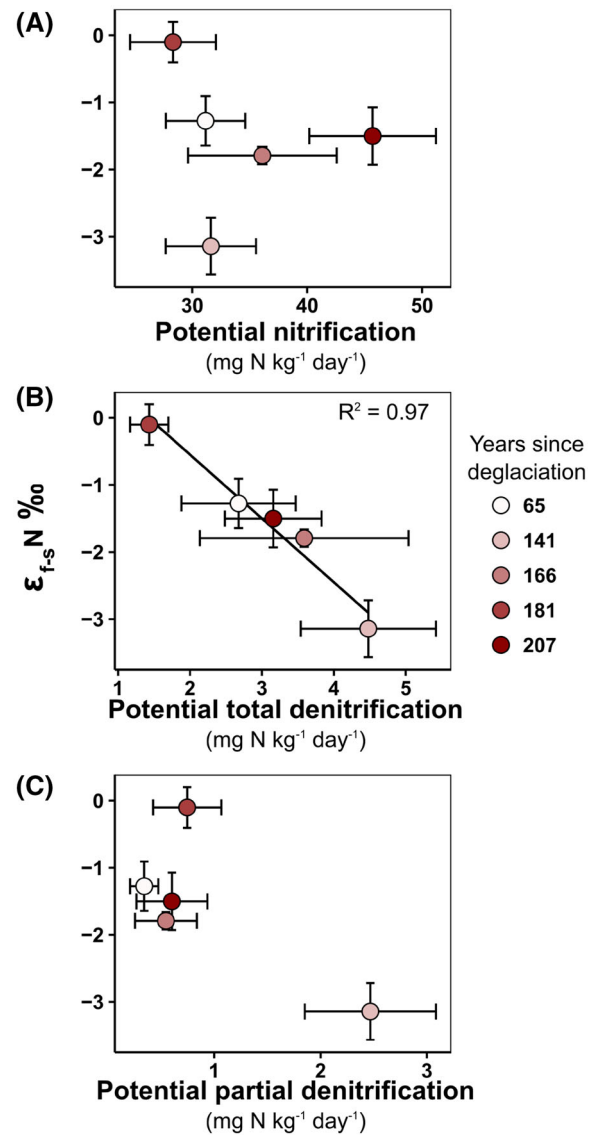 (A)
0
−1
−2
−3
30 40 50
Potential nitrification
(mg N kg⁻¹ day⁻¹)
(B)
R² = 0.97
0
−1
−2
−3
1 2 3 4 5
Potential total denitrification
(mg N kg⁻¹ day⁻¹)
εf-sN ‰
Years since
deglaciation
65
141
166
181
207
(C)
0
−1
−2
−3
1 2 3
Potential partial denitrification
(mg N kg⁻¹ day⁻¹)